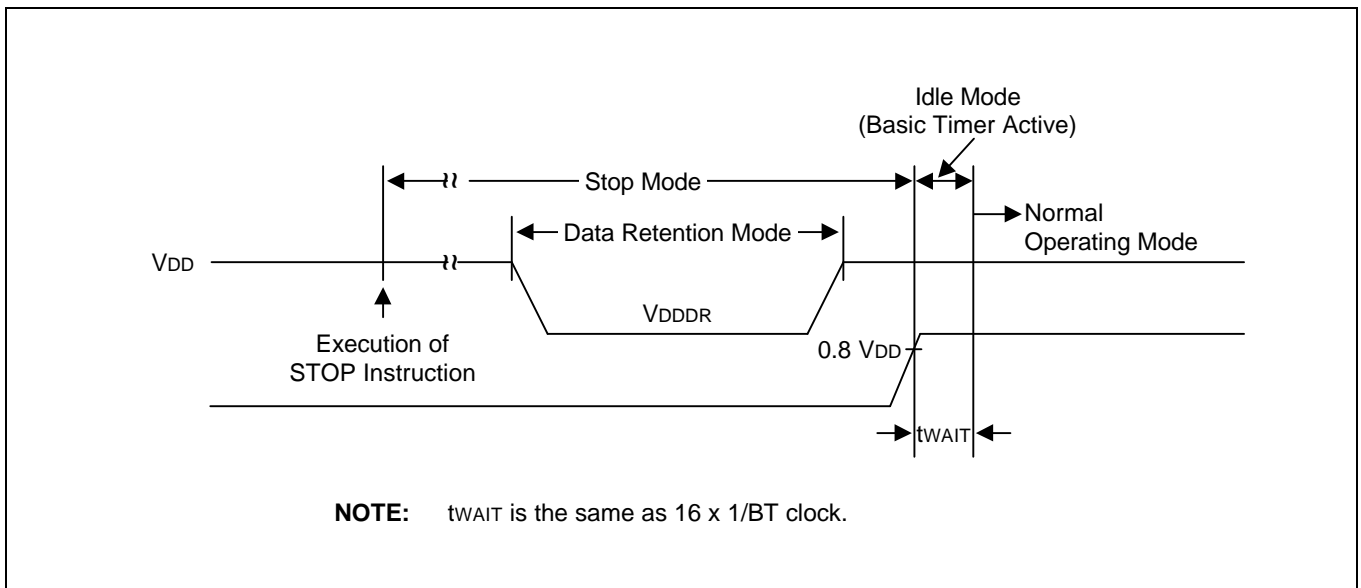 Idle Mode
(Basic Timer Active)
Stop Mode
Normal
Operating Mode
Data Retention Mode
VDD
VDDDR
Execution of
STOP Instruction
0.8 VDD
tWAIT
NOTE: tWAIT is the same as 16 x 1/BT clock.